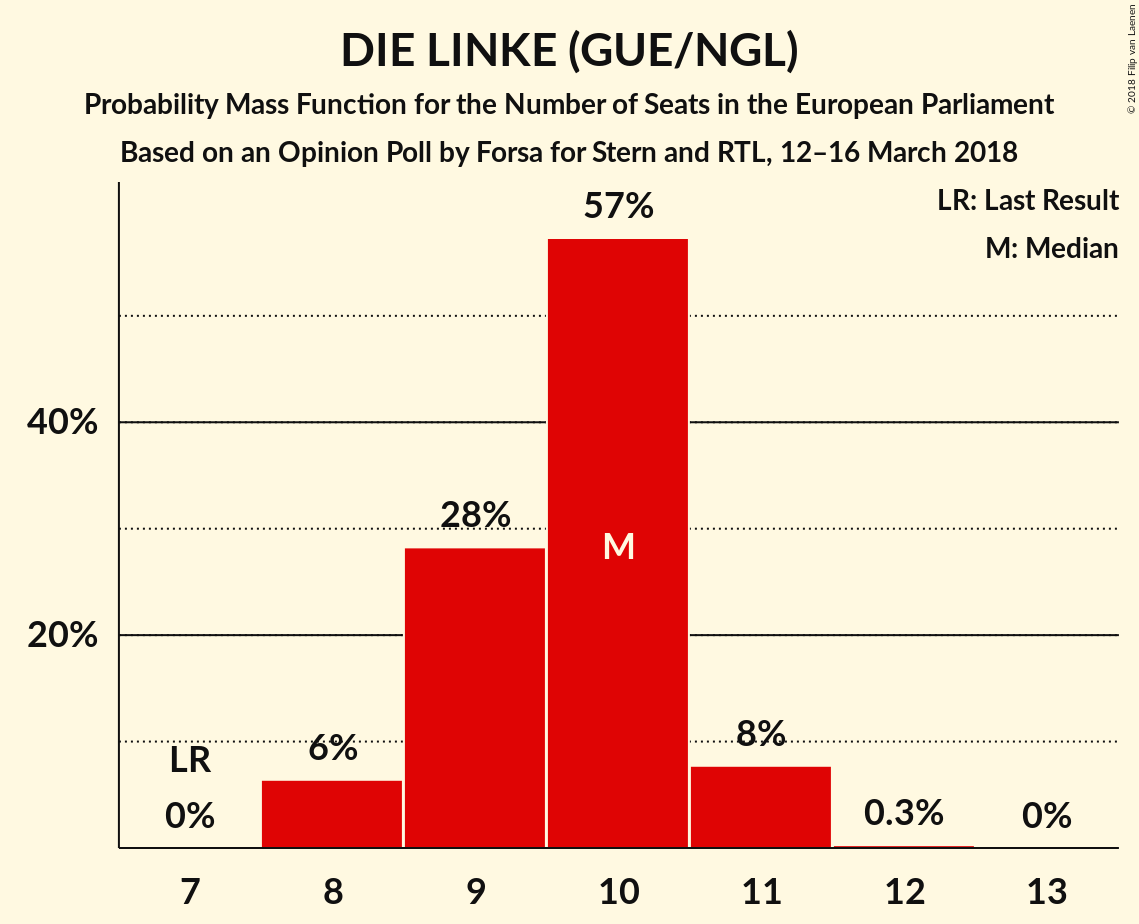 DIE LINKE (GUE/NGL)
Probability Mass Function for the Number of Seats in the European Parliament
Based on an Opinion Poll by Forsa for Stern and RTL, 12–16 March 2018
© 2018 Filip van Laenen
LR: Last Result
M: Median
57%
40%
28%
M
20%
8%
6%
LR
0%
0.3%
0%
7 8 9 10 11 12 13